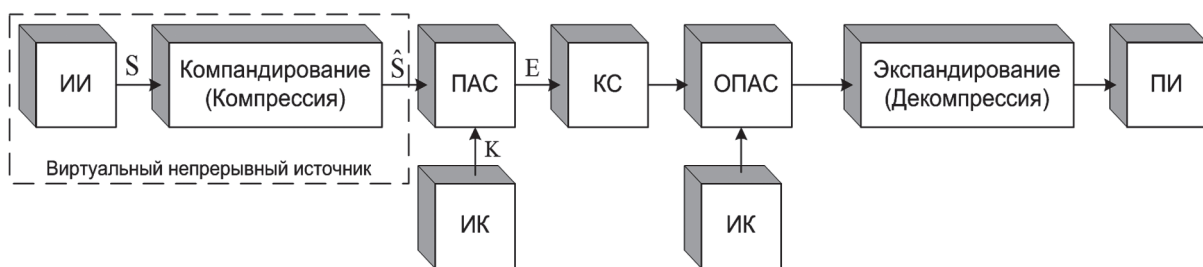 ИИ
S
Компандирование
(Компрессия)
Ŝ
ПАС
E
КС
ОПАС
Экспандирование
(Декомпрессия)
ПИ
Виртуальный непрерывный источник
K
ИК
ИК